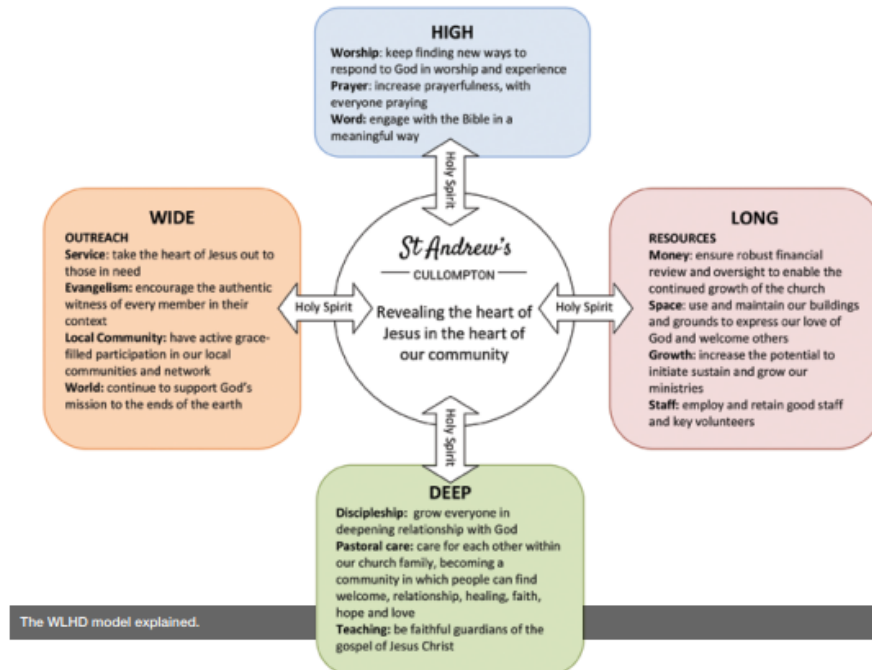 HIGH
Worship: keep finding new ways to
respond to God in worship and experience
Prayer: increase prayerfulness, with
everyone praying
Word: engage with the Bible in a
meaningful way
Holy Spirit
WIDE
OUTREACH
Service: take the heart of Jesus out to
those in need
Evangelism: encourage the authentic
witness of every member in their
context
Local Community: have active grace-
filled participation in our local
communities and network
World: continue to support God's
mission to the ends of the earth
Holy Spirit
St Andrew's
CULLOMPTON
Revealing the heart of
Jesus in the heart of
our community
Holy Spirit
LONG
RESOURCES
Money: ensure robust financial
review and oversight to enable the
continued growth of the church
Space: use and maintain our buildings
and grounds to express our love of
God and welcome others
Growth: increase the potential to
initiate sustain and grow our
ministries
Staff: employ and retain good staff
and key volunteers
Holy Spirit
DEEP
Discipleship: grow everyone in
deepening relationship with God
Pastoral care: care for each other within
our church family, becoming a
community in which people can find
welcome, relationship, healing, faith,
hope and love
Teaching: be faithful guardians of the
gospel of Jesus Christ
The WLHD model explained.